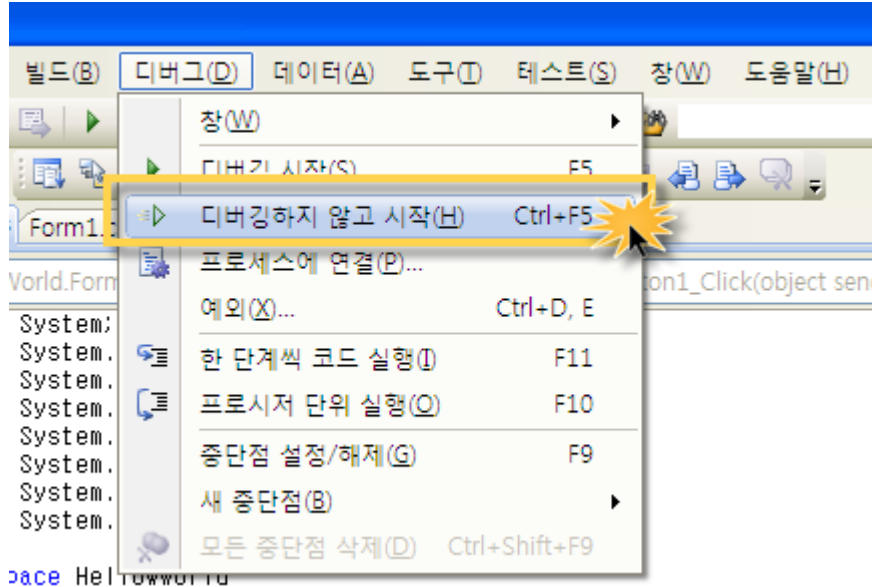 빌드(B) 디버그(D) 데이터(A) 도구(T) 테스트(S) 창(W) 도움말(H)
창(W)
디버깅 시작(S) F5
디버깅하지 않고 시작(H) Ctrl+F5
Form1.
프로세스에 연결(P)...
World.Form ton1_Click(object sen
예외(X)... Ctrl+D, E
System;
System.
한 단계씩 코드 실행(I) F11
System.
System.
프로시저 단위 실행(O) F10
System.
System.
중단점 설정/해제(G) F9
System.
새 중단점(B)
System.
모든 중단점 삭제(D) Ctrl+Shift+F9
pace Hellowworld